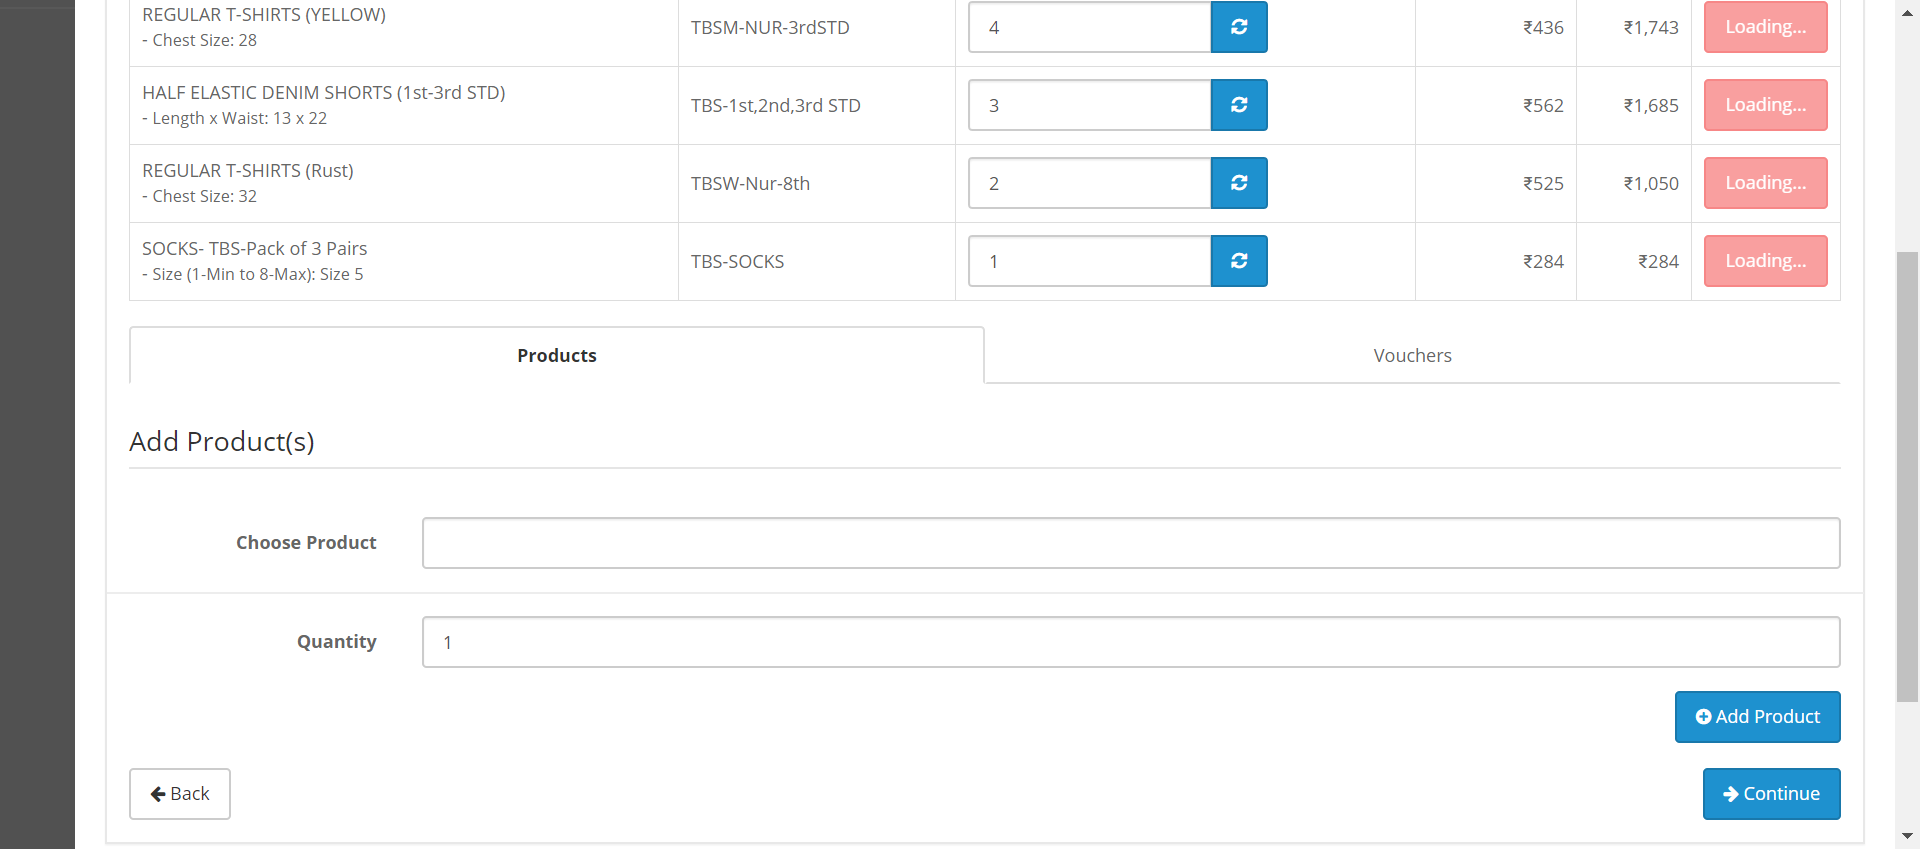 REGULAR T-SHIRTS (YELLOW)
- Chest Size: 28
TBSM-NUR-3rdSTD
4
₹436
₹1,743
Loading...
HALF ELASTIC DENIM SHORTS (1st-3rd STD)
- Length x Waist: 13 x 22
TBS-1st,2nd,3rd STD
3
₹562
₹1,685
Loading...
REGULAR T-SHIRTS (Rust)
- Chest Size: 32
TBSW-Nur-8th
2
₹525
₹1,050
Loading...
SOCKS- TBS-Pack of 3 Pairs
- Size (1-Min to 8-Max): Size 5
TBS-SOCKS
1
₹284
₹284
Loading...
Products
Vouchers
Add Product(s)
Choose Product
Quantity
1
Add Product
Back
Continue